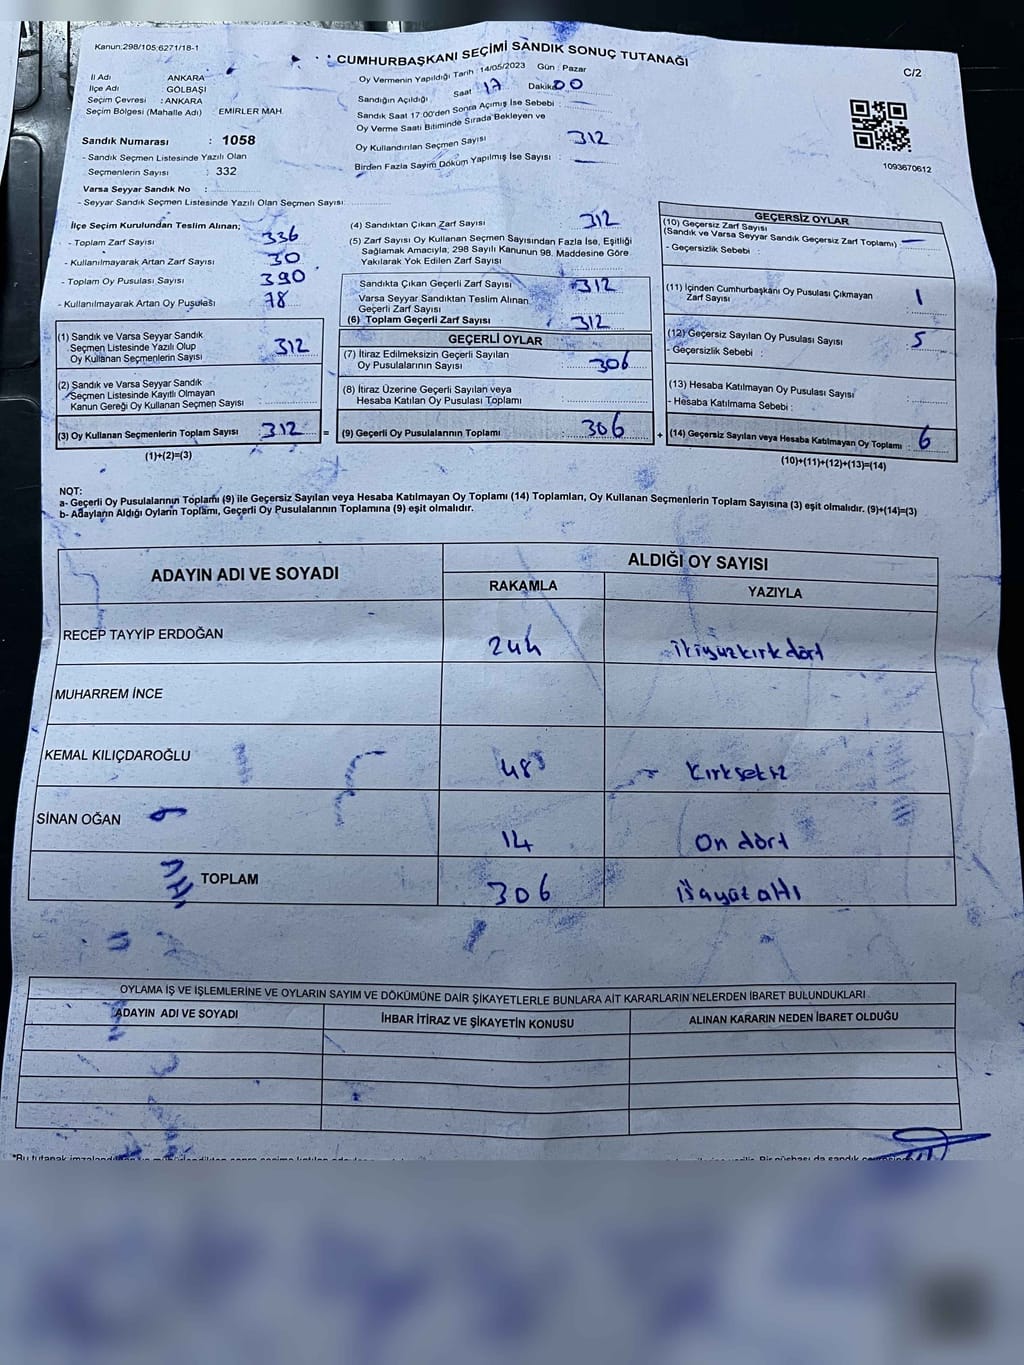 Kanun:298/105;6271/18-1
CUMHURBAŞKANI SEÇİMİ SANDIK SONUÇ TUTANAĞI
C/2
İl Adı ANKARA
İlçe Adı GÖLBAŞI
Seçim Çevresi : ANKARA
Seçim Bölgesi (Mahalle Adı) EMİRLER MAH.
Sandık Numarası : 1058
- Sandık Seçmen Listesinde Yazılı Olan
Seçmenlerin Sayısı : 332
Varsa Seyyar Sandık No :
- Seyyar Sandık Seçmen Listesinde Yazılı Olan Seçmen Sayısı:
Oy Vermenin Yapıldığı Tarih : 14/05/2023 Gün : Pazar
Sandığın Açıldığı Saat 17 Dakika 00
Sandık Saat 17:00'den Sonra Açımış İse Sebebi :
Oy Verme Saati Bitiminde Sırada Bekleyen ve
Oy Kullandırılan Seçmen Sayısı 312
Birden Fazla Sayım Döküm Yapılmış İse Sayısı :
1093670612
İlçe Seçim Kurulundan Teslim Alınan;
- Toplam Zarf Sayısı 336
- Kullanılmayarak Artan Zarf Sayısı 30
- Toplam Oy Pusulası Sayısı 390
- Kullanılmayarak Artan Oy Pusulası 78
(1) Sandık ve Varsa Seyyar Sandık
Seçmen Listesinde Yazılı Olup
Oy Kullanan Seçmenlerin Sayısı 312
(2) Sandık ve Varsa Seyyar Sandık
Seçmen Listesinde Kayıtlı Olmayan
Kanun Gereği Oy Kullanan Seçmen Sayısı
(3) Oy Kullanan Seçmenlerin Toplam Sayısı 312 =
(1)+(2)=(3)
(4) Sandıktan Çıkan Zarf Sayısı : 312
(5) Zarf Sayısı Oy Kullanan Seçmen Sayısından Fazla İse, Eşitliği
Sağlamak Amacıyla, 298 Sayılı Kanunun 98. Maddesine Göre
Yakılarak Yok Edilen Zarf Sayısı
Sandıkta Çıkan Geçerli Zarf Sayısı : 312
Varsa Seyyar Sandıktan Teslim Alınan
Geçerli Zarf Sayısı
(6) Toplam Geçerli Zarf Sayısı 312
GEÇERLİ OYLAR
(7) İtiraz Edilmeksizin Geçerli Sayılan
Oy Pusulalarının Sayısı : 306
(8) İtiraz Üzerine Geçerli Sayılan veya
Hesaba Katılan Oy Pusulası Toplamı :
(9) Geçerli Oy Pusulalarının Toplamı : 306 +
GEÇERSİZ OYLAR
(10) Geçersiz Zarf Sayısı
(Sandık ve Varsa Seyyar Sandık Geçersiz Zarf Toplamı) :
- Geçersizlik Sebebi :
(11) İçinden Cumhurbaşkanı Oy Pusulası Çıkmayan
Zarf Sayısı : 1
(12) Geçersiz Sayılan Oy Pusulası Sayısı : 5
- Geçersizlik Sebebi :
(13) Hesaba Katılmayan Oy Pusulası Sayısı :
- Hesaba Katılmama Sebebi :
(14) Geçersiz Sayılan veya Hesaba Katılmayan Oy Toplamı : 6
(10)+(11)+(12)+(13)=(14)
NOT:
a- Geçerli Oy Pusulalarının Toplamı (9) ile Geçersiz Sayılan veya Hesaba Katılmayan Oy Toplamı (14) Toplamları, Oy Kullanan Seçmenlerin Toplam Sayısına (3) eşit olmalıdır. (9)+(14)=(3)
b- Adayların Aldığı Oyların Toplamı, Geçerli Oy Pusulalarının Toplamına (9) eşit olmalıdır.
ADAYIN ADI VE SOYADI ALDIĞI OY SAYISI
RAKAMLA YAZIYLA
RECEP TAYYİP ERDOĞAN 244 ikiyüzkırkdört
MUHARREM İNCE
KEMAL KILIÇDAROĞLU 48 Kırksekiz
SİNAN OĞAN 14 On dört
TOPLAM 306 üçyüzaltı
OYLAMA İŞ VE İŞLEMLERİNE VE OYLARIN SAYIM VE DÖKÜMÜNE DAİR ŞİKAYETLERLE BUNLARA AİT KARARLARIN NELERDEN İBARET BULUNDUKLARI
ADAYIN ADI VE SOYADI İHBAR İTİRAZ VE ŞİKAYETİN KONUSU ALINAN KARARIN NEDEN İBARET OLDUĞU